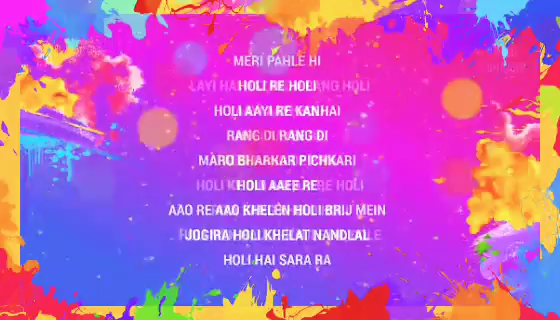 MERI PAHLE HI
HOLI RE HOLI
HOLI AAYI RE KANHAI
RANG DI RANG DI
MARO BHARKAR PICHKARI
HOLI AAEE RE
AAO RE AAO KHELEN HOLI BRIJ MEIN
JOGIRA HOLI KHELAT NANDLAL
HOLI HAI SARA RA